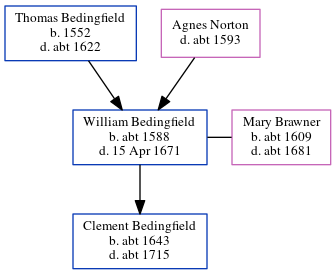 Thomas Bedingfield
b. 1552
d. abt 1622
Agnes Norton
d. abt 1593
William Bedingfield
b. abt 1588
d. 15 Apr 1671
Mary Brawner
b. abt 1609
d. abt 1681
Clement Bedingfield
b. abt 1643
d. abt 1715